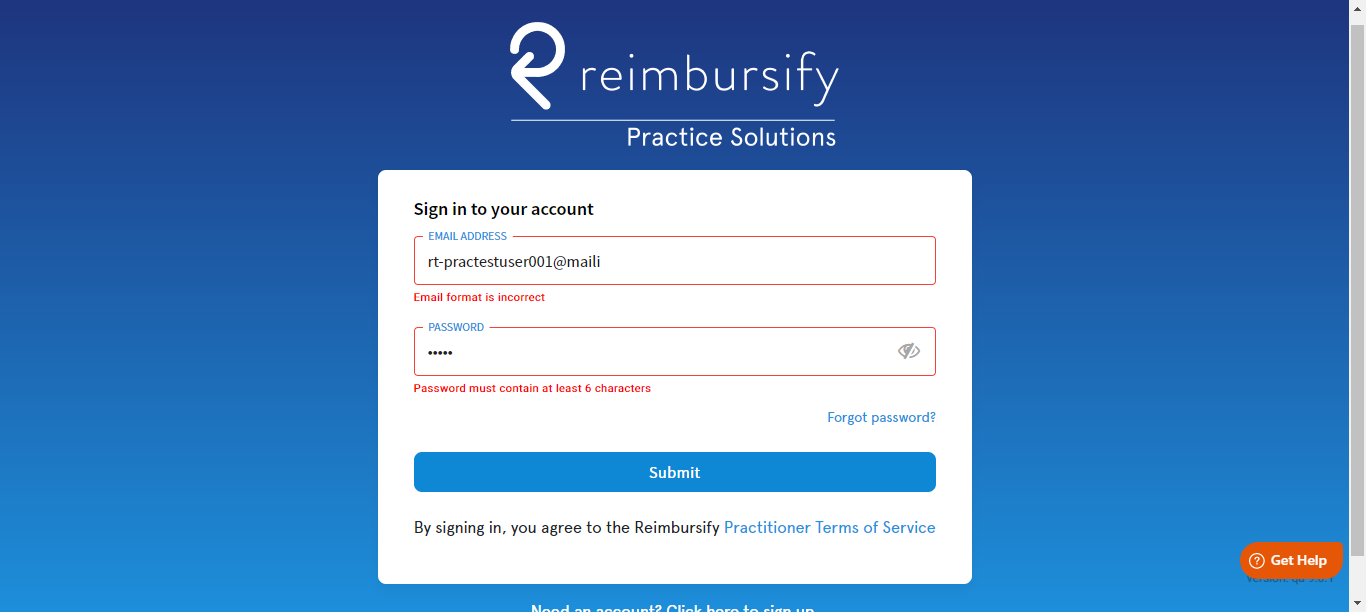 reimbursify
Practice Solutions
Sign in to your account
EMAIL ADDRESS
rt-practestuser001@maili
Email format is incorrect
PASSWORD
•••••
Password must contain at least 6 characters
Forgot password?
Submit
By signing in, you agree to the Reimbursify Practitioner Terms of Service
Get Help
Need an account? Click here to sign up